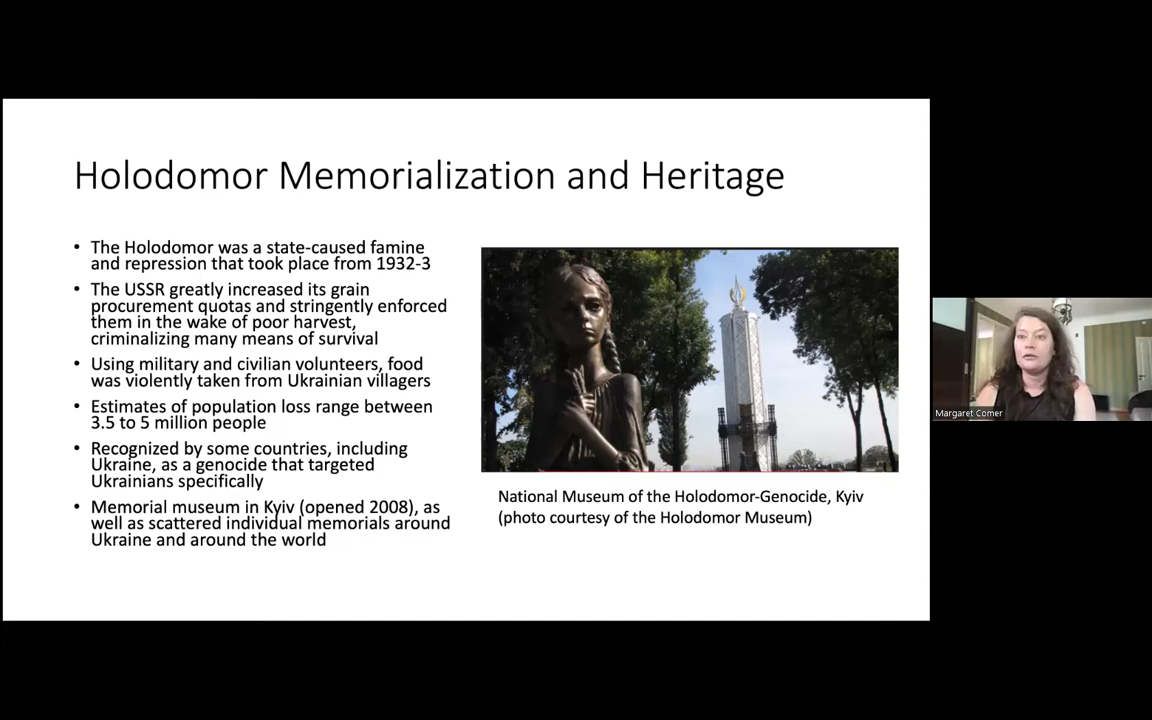 Holodomor Memorialization and Heritage
• The Holodomor was a state-caused famine
and repression that took place from 1932-3
• The USSR greatly increased its grain
procurement quotas and stringently enforced
them in the wake of poor harvest,
criminalizing many means of survival
• Using military and civilian volunteers, food
was violently taken from Ukrainian villagers
• Estimates of population loss range between
3.5 to 5 million people
• Recognized by some countries, including
Ukraine, as a genocide that targeted
Ukrainians specifically
• Memorial museum in Kyiv (opened 2008), as
well as scattered individual memorials around
Ukraine and around the world
National Museum of the Holodomor-Genocide, Kyiv
(photo courtesy of the Holodomor Museum)
Margaret Comer